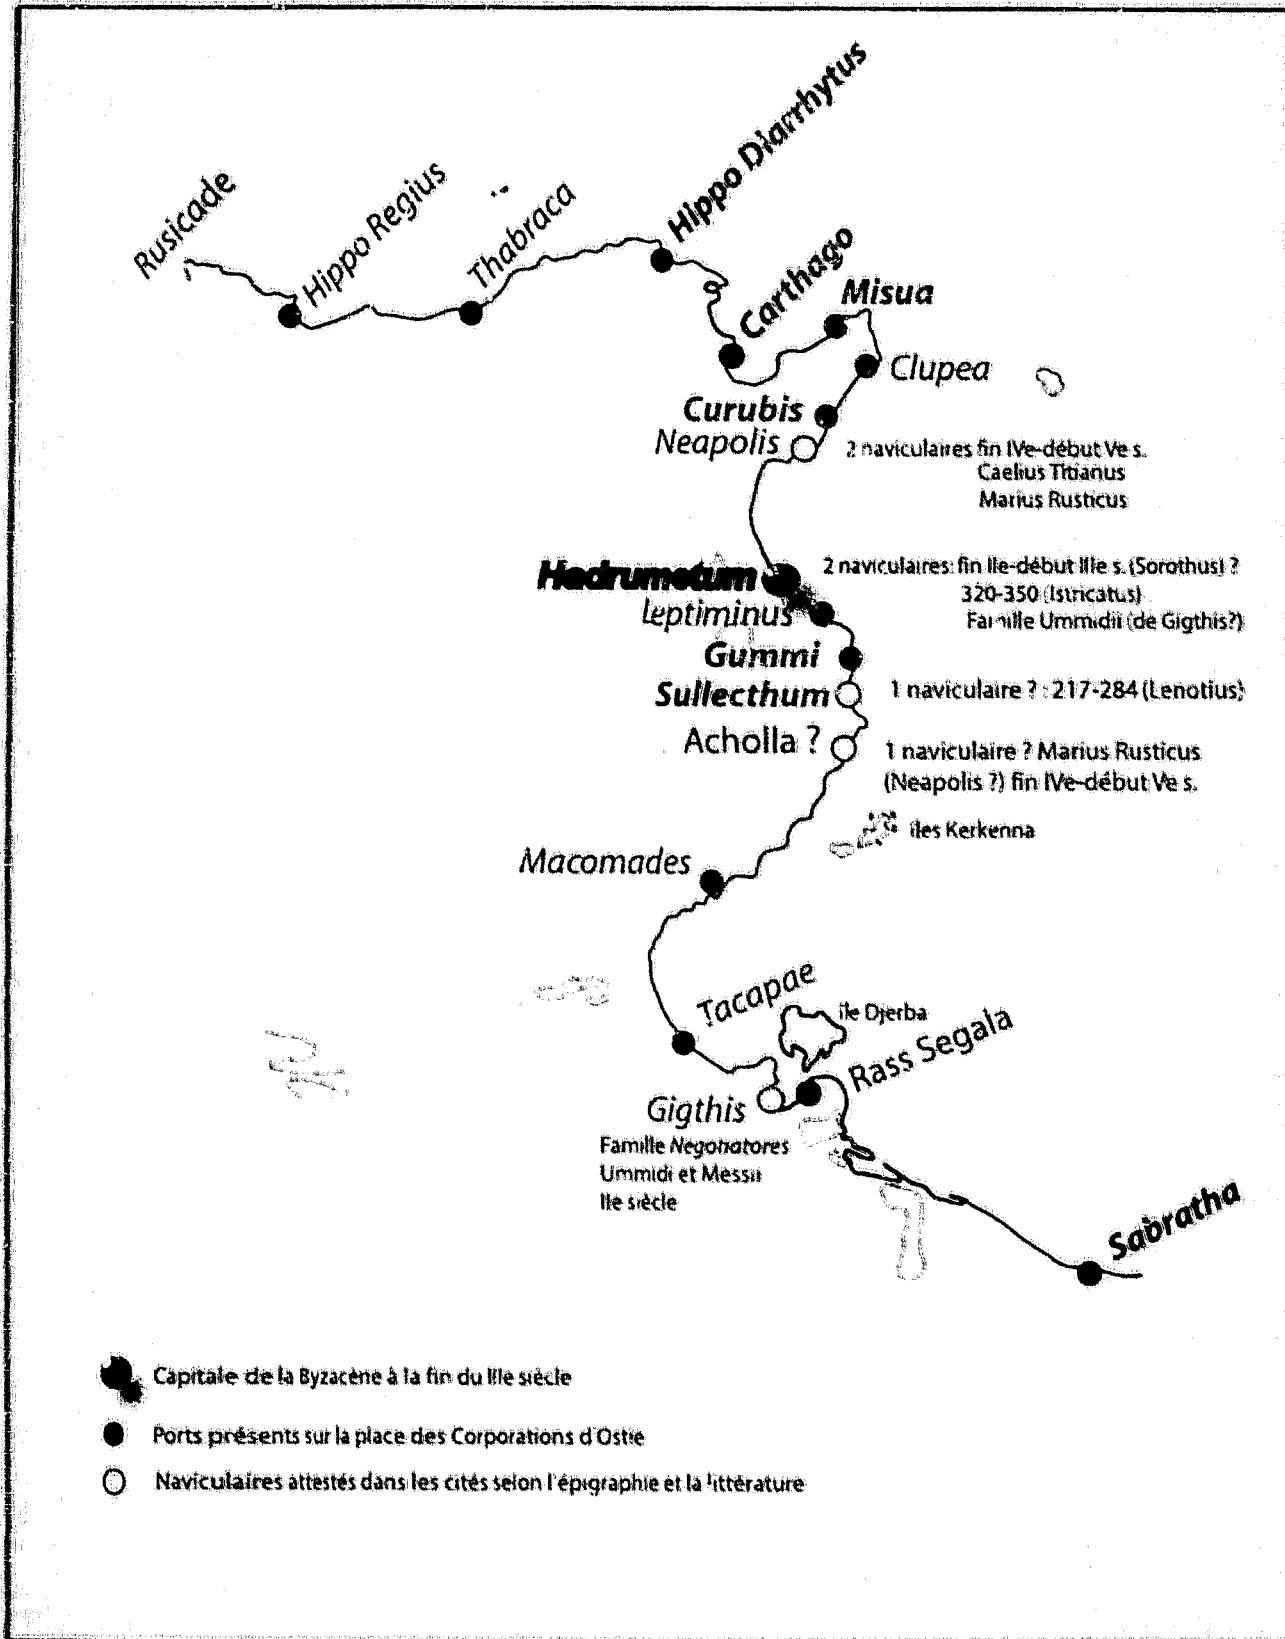 Rusicade
Hippo Regius
Thabraca
Hippo Diarrhytus
Carthago
Misua
Clupea
Curubis
Neapolis
2 naviculaires fin IVe-début Ve s.
Caelius Titianus
Marius Rusticus
Hadrumetum
2 naviculaires: fin IIe-début IIIe s. (Sorothus) ?
320-350 (Istricatus)
Famille Ummidii (de Gigthis?)
Leptiminus
Gummi
Sullecthum
1 naviculaire ? : 217-284 (Lenotius)
Acholla ?
1 naviculaire ? Marius Rusticus
(Neapolis ?) fin IVe-début Ve s.
îles Kerkenna
Macomades
Tacapae
île Djerba
Rass Segala
Gigthis
Famille Negotiatores
Ummidi et Messii
IIe siècle
Sabratha
Capitale de la Byzacène à la fin du IIIe siècle
Ports présents sur la place des Corporations d'Ostie
Naviculaires attestés dans les cités selon l'épigraphie et la littérature